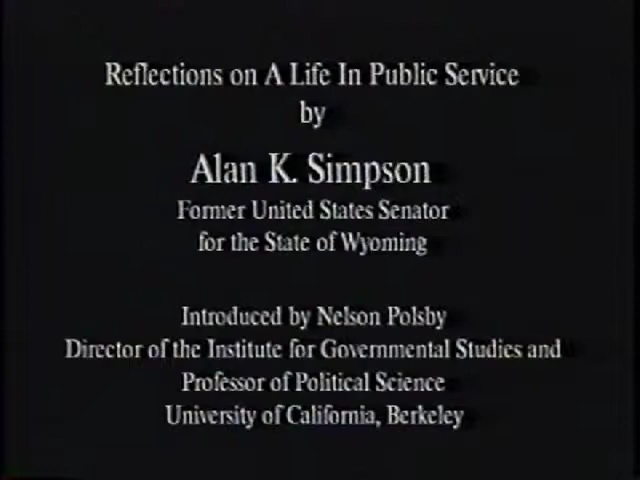 Reflections on A Life In Public Service
by
Alan K. Simpson
Former United States Senator
for the State of Wyoming
Introduced by Nelson Polsby
Director of the Institute for Governmental Studies and
Professor of Political Science
University of California, Berkeley